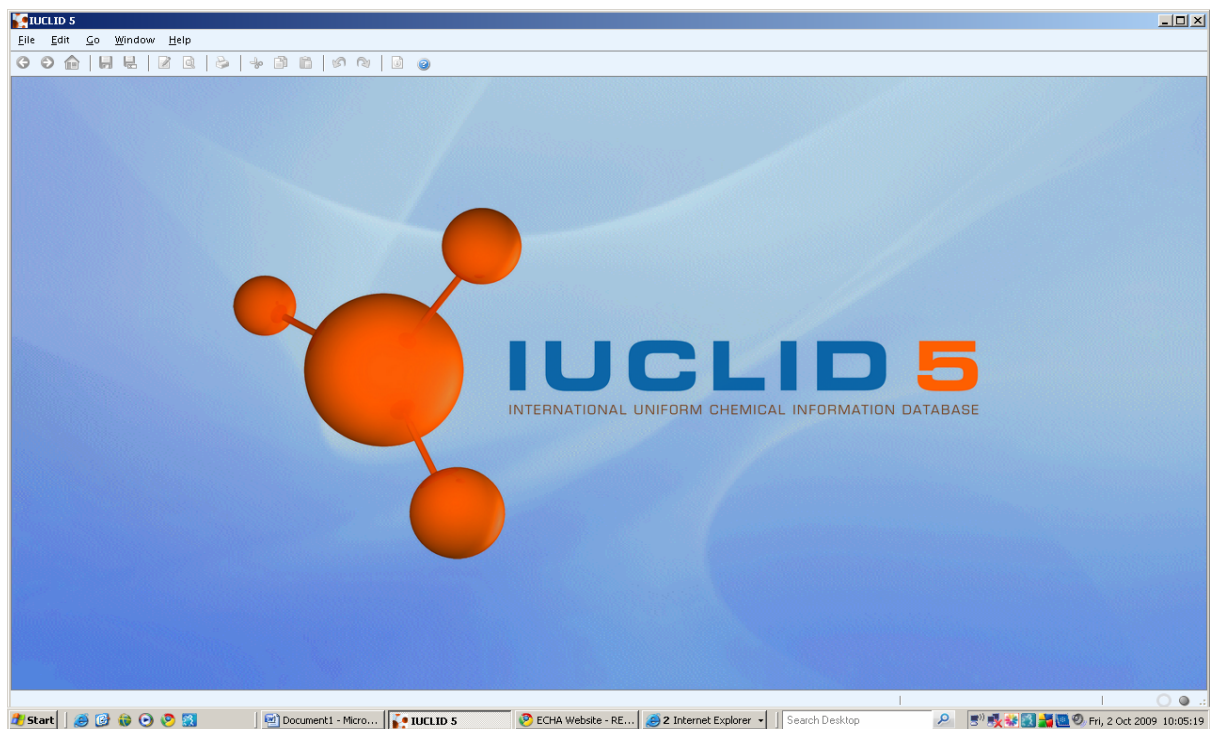 IUCLID 5
File Edit Go Window Help
IUCLID 5
INTERNATIONAL UNIFORM CHEMICAL INFORMATION DATABASE
Start Document1 - Micro... IUCLID 5 ECHA Website - RE... 2 Internet Explorer Search Desktop Fri, 2 Oct 2009 10:05:19